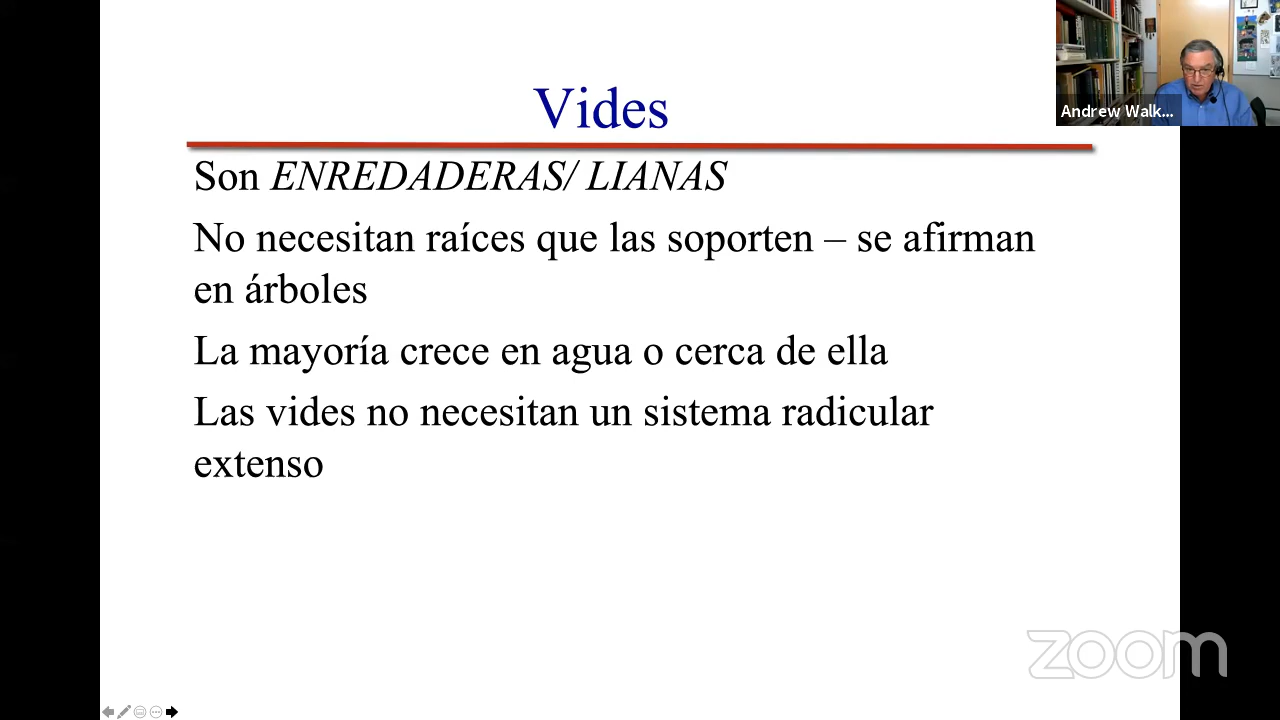 Vides
Son ENREDADERAS/ LIANAS
No necesitan raíces que las soporten – se afirman
en árboles
La mayoría crece en agua o cerca de ella
Las vides no necesitan un sistema radicular
extenso
Andrew Walk...
zoom